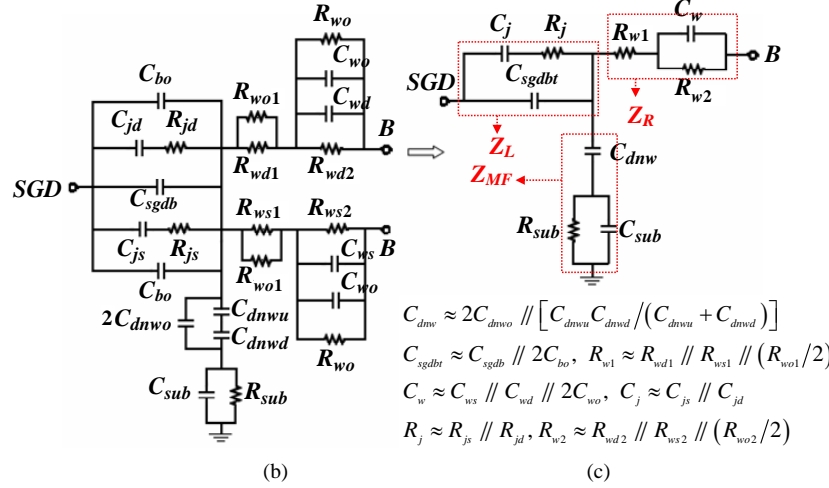 R_wo
C_wo
C_wd
C_bo
R_wo1
C_jd R_jd
R_wd1 R_wd2
B
SGD
C_sgdb
R_ws1 R_ws2
B
C_js R_js
R_wo1
C_ws
C_wo
C_bo
R_wo
2C_dnwo
C_dnwu
C_dnwd
C_sub
R_sub
(b)
C_j R_j
R_w1
C_w
B
SGD
C_sgdbt
R_w2
Z_L
Z_R
C_dnw
Z_MF
R_sub
C_sub
C_dnw ≈ 2C_dnwo // [C_dnwu C_dnwd /(C_dnwu + C_dnwd)]
C_sgdbt ≈ C_sgdb // 2C_bo, R_w1 ≈ R_wd1 // R_ws1 // (R_wo1/2)
C_w ≈ C_ws // C_wd // 2C_wo, C_j ≈ C_js // C_jd
R_j ≈ R_js // R_jd, R_w2 ≈ R_wd2 // R_ws2 // (R_wo2/2)
(c)